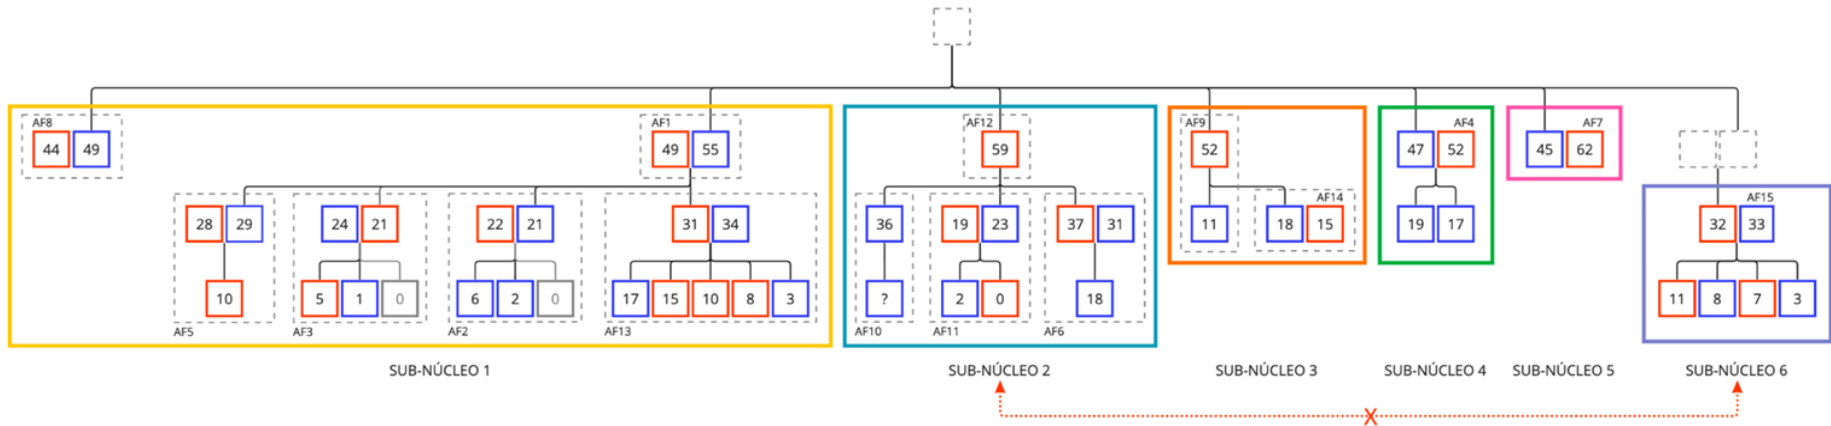 AF8
AF1
AF12
AF9
AF4
AF7
44 49
49 55
59
52
47 52
45 62
AF14
AF15
28 29
24 21
22 21
31 34
36
19 23
37 31
11
18 15
19 17
32 33
10
5 1 0
6 2 0
17 15 10 8 3
?
2 0
18
11 8 7 3
AF5
AF3
AF2
AF13
AF10
AF11
AF6
SUB-NÚCLEO 1
SUB-NÚCLEO 2
SUB-NÚCLEO 3
SUB-NÚCLEO 4
SUB-NÚCLEO 5
SUB-NÚCLEO 6
X